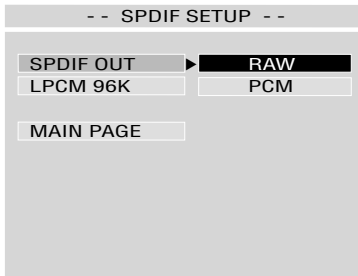 - - SPDIF SETUP - -
SPDIF OUT RAW
LPCM 96K PCM
MAIN PAGE